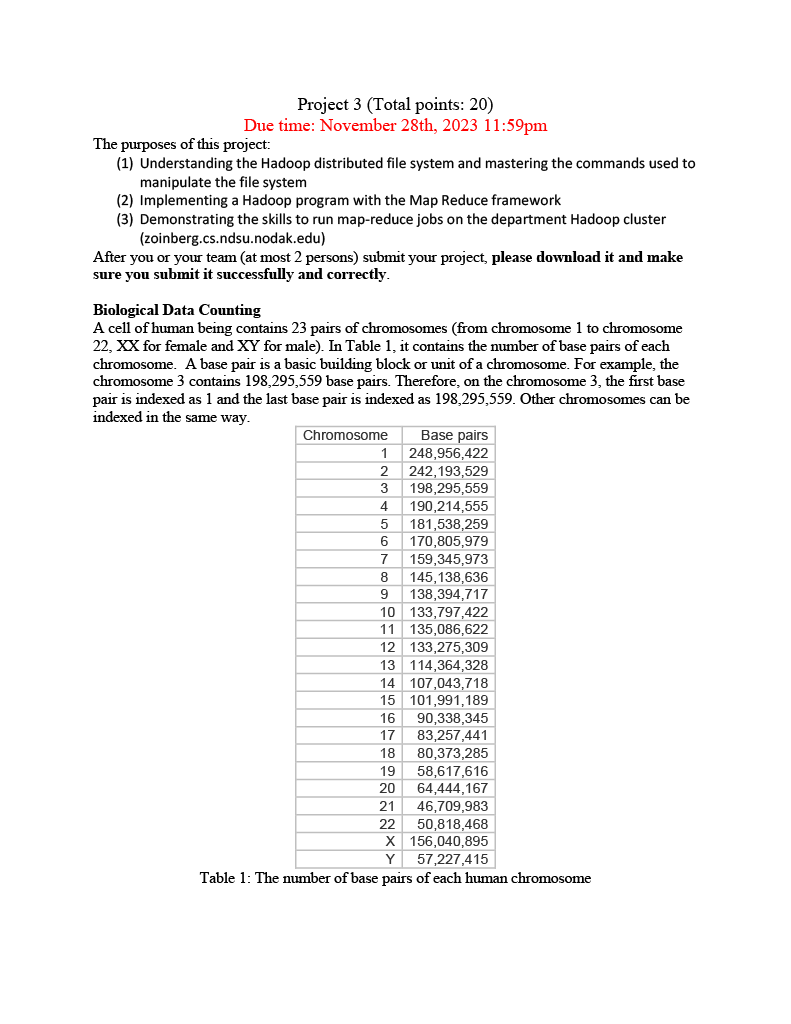 Project 3 (Total points: 20)
Due time: November 28th, 2023 11:59pm
The purposes of this project:
(1) Understanding the Hadoop distributed file system and mastering the commands used to
manipulate the file system
(2) Implementing a Hadoop program with the Map Reduce framework
(3) Demonstrating the skills to run map-reduce jobs on the department Hadoop cluster
(zoinberg.cs.ndsu.nodak.edu)
After you or your team (at most 2 persons) submit your project, please download it and make
sure you submit it successfully and correctly.
Biological Data Counting
A cell of human being contains 23 pairs of chromosomes (from chromosome 1 to chromosome
22, XX for female and XY for male). In Table 1, it contains the number of base pairs of each
chromosome. A base pair is a basic building block or unit of a chromosome. For example, the
chromosome 3 contains 198,295,559 base pairs. Therefore, on the chromosome 3, the first base
pair is indexed as 1 and the last base pair is indexed as 198,295,559. Other chromosomes can be
indexed in the same way.
Chromosome Base pairs
1 248,956,422
2 242,193,529
3 198,295,559
4 190,214,555
5 181,538,259
6 170,805,979
7 159,345,973
8 145,138,636
9 138,394,717
10 133,797,422
11 135,086,622
12 133,275,309
13 114,364,328
14 107,043,718
15 101,991,189
16 90,338,345
17 83,257,441
18 80,373,285
19 58,617,616
20 64,444,167
21 46,709,983
22 50,818,468
X 156,040,895
Y 57,227,415
Table 1: The number of base pairs of each human chromosome